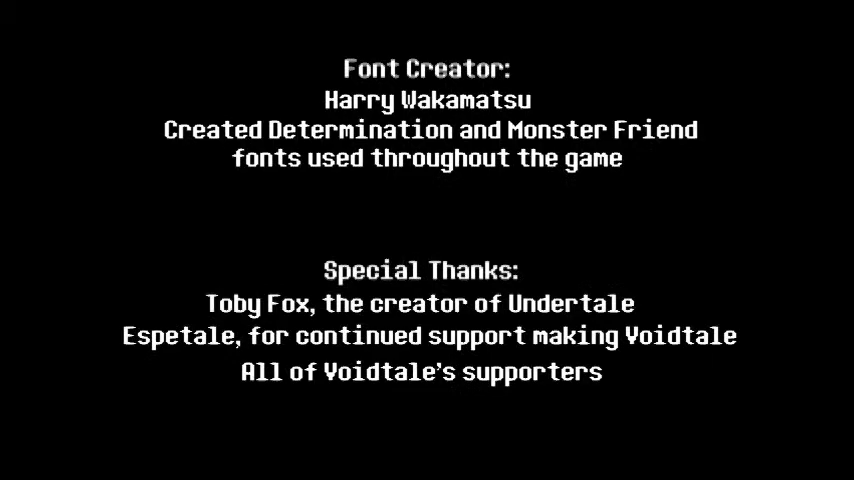 Font Creator:
Harry Wakamatsu
Created Determination and Monster Friend
fonts used throughout the game
Special Thanks:
Toby Fox, the creator of Undertale
Espetale, for continued support making Voidtale
All of Voidtale's supporters